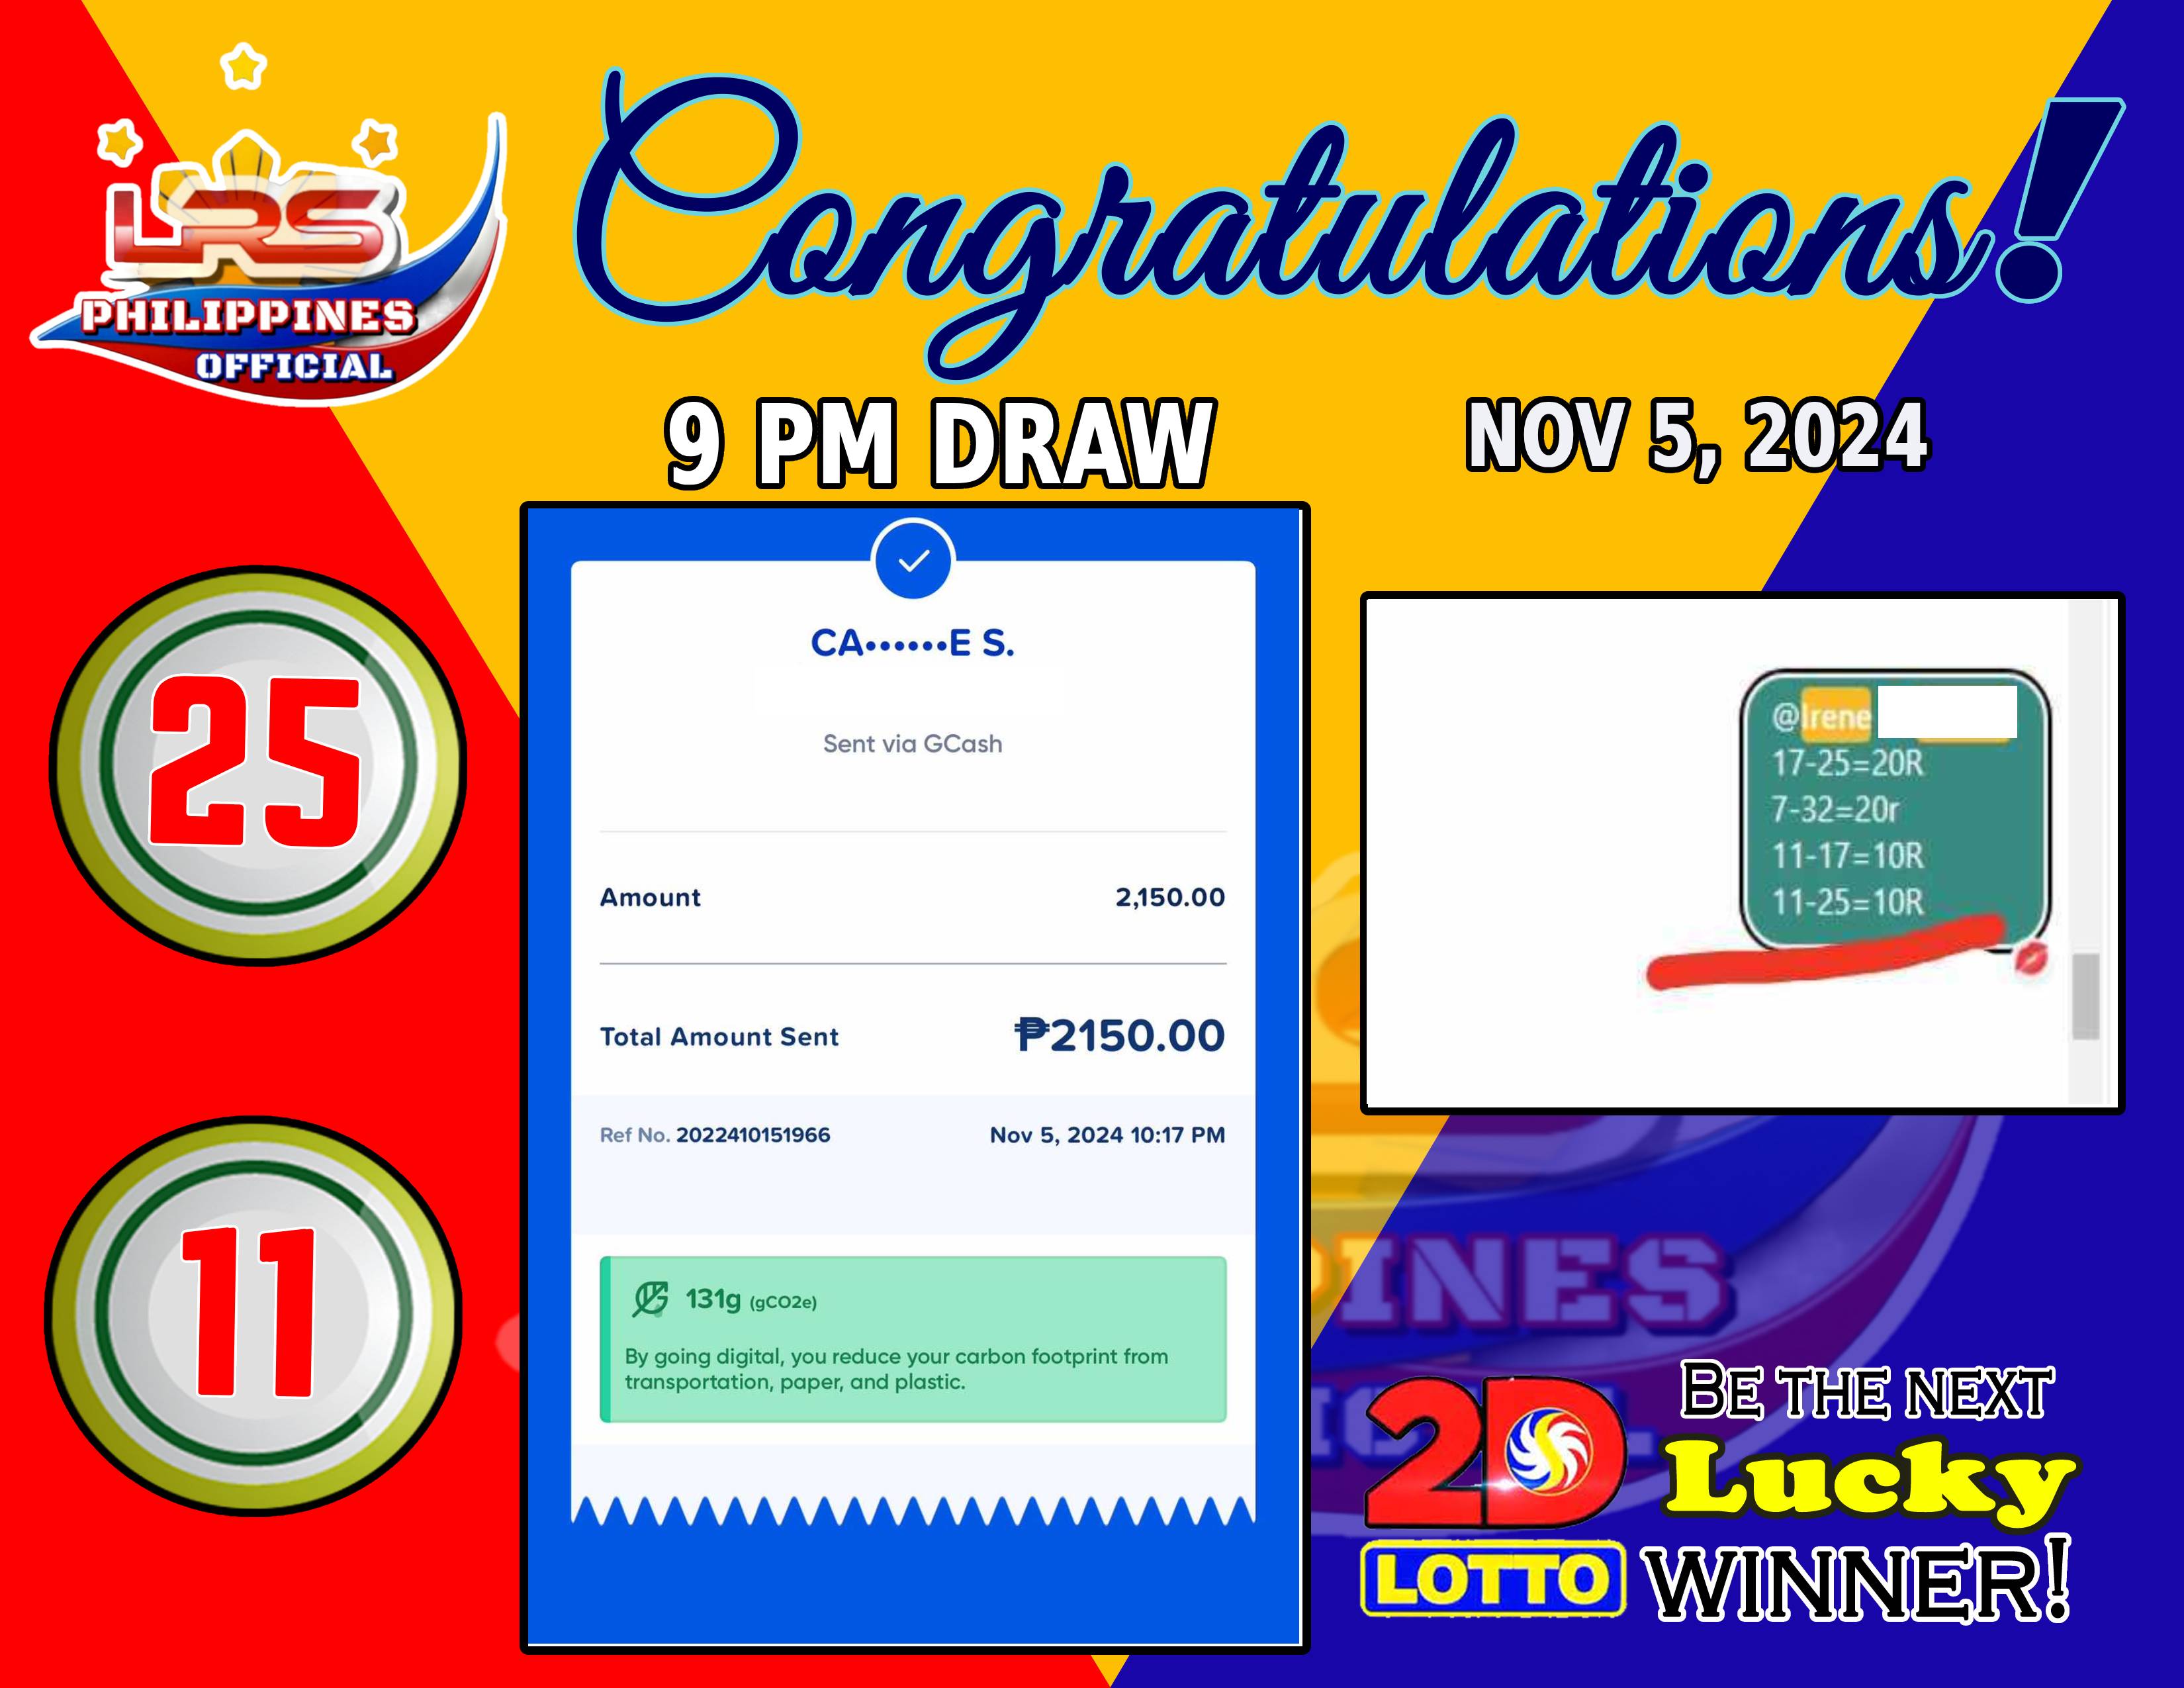 LRS
PHILIPPINES
OFFICIAL
Congratulations!
9 PM DRAW
NOV 5, 2024
25
11
CA••••••E S.
Sent via GCash
Amount 2,150.00
Total Amount Sent ₱2150.00
Ref No. 2022410151966 Nov 5, 2024 10:17 PM
131g (gCO2e)
By going digital, you reduce your carbon footprint from
transportation, paper, and plastic.
@Irene
17-25=20R
7-32=20r
11-17=10R
11-25=10R
PINES
2D
LOTTO
BE THE NEXT
Lucky
WINNER!